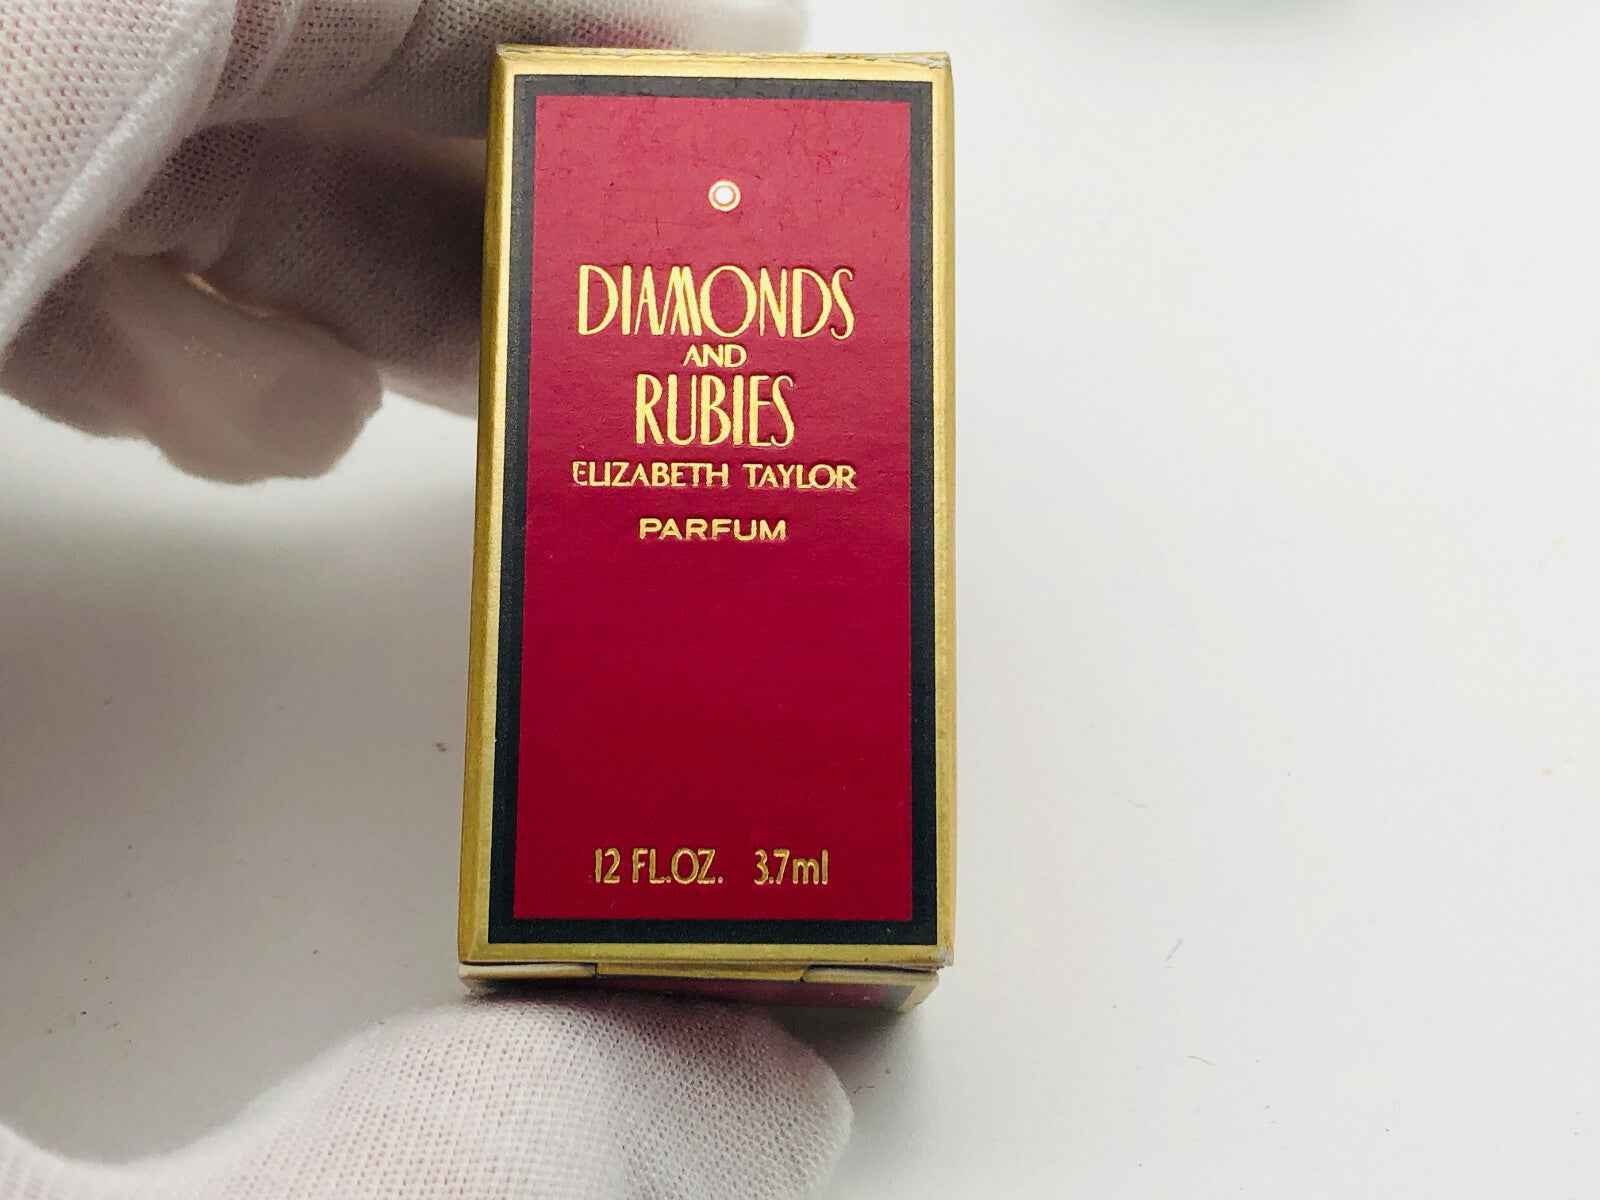 DIAMONDS
AND
RUBIES
ELIZABETH TAYLOR
PARFUM
.12 FL.OZ. 3.7ml